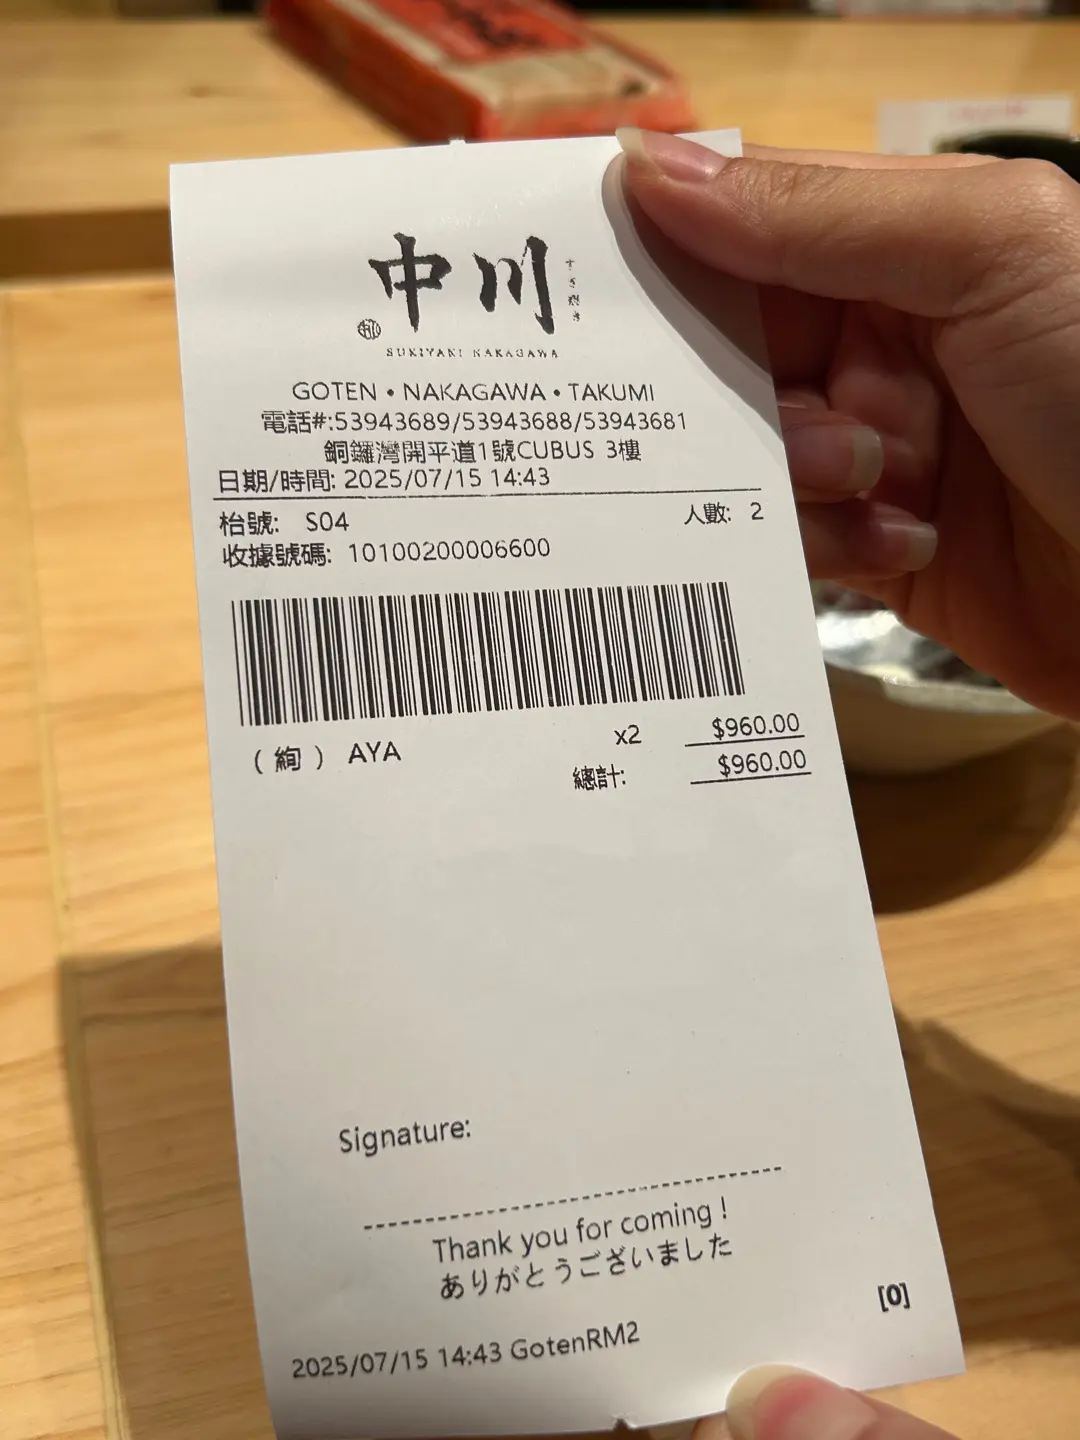 中川
すき焼き
SUKIYAKI NAKAGAWA
GOTEN • NAKAGAWA • TAKUMI
電話#:53943689/53943688/53943681
銅鑼灣開平道1號CUBUS 3樓
日期/時間: 2025/07/15 14:43
枱號: S04 人數: 2
收據號碼: 10100200006600
（絢） AYA x2 $960.00
總計: $960.00
Signature:
Thank you for coming !
ありがとうございました
[0]
2025/07/15 14:43 GotenRM2